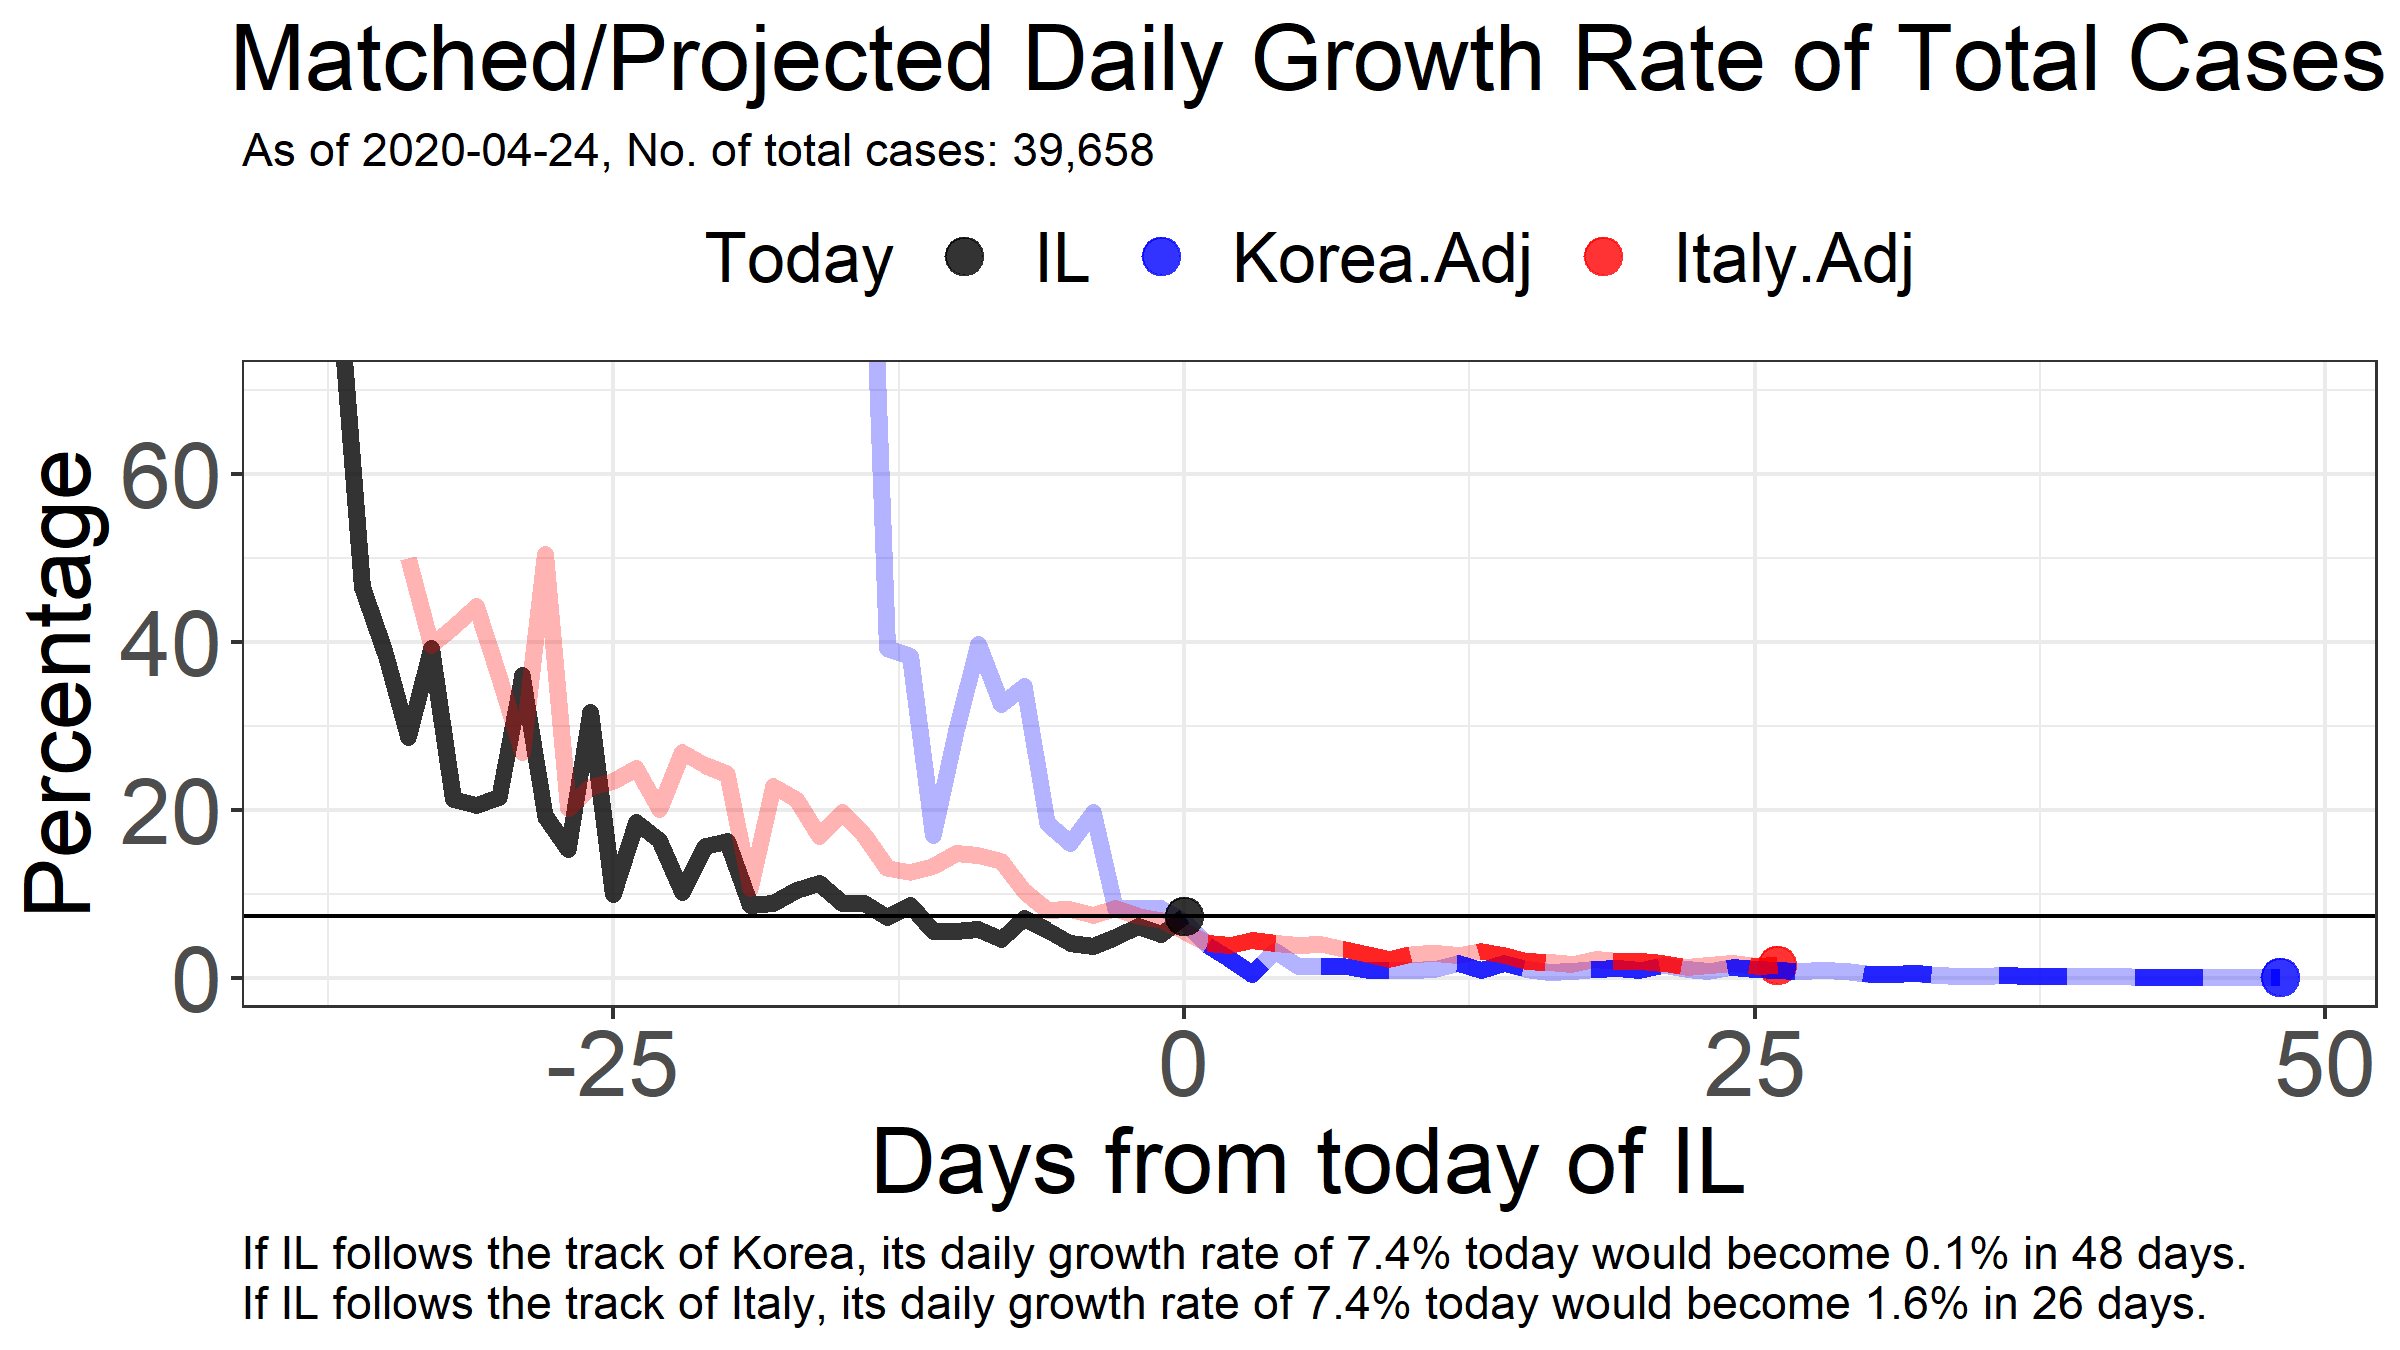 Matched/Projected Daily Growth Rate of Total Cases
As of 2020-04-24, No. of total cases: 39,658
Today IL Korea.Adj Italy.Adj
Percentage
60
40
20
0
-25 0 25 50
Days from today of IL
If IL follows the track of Korea, its daily growth rate of 7.4% today would become 0.1% in 48 days.
If IL follows the track of Italy, its daily growth rate of 7.4% today would become 1.6% in 26 days.